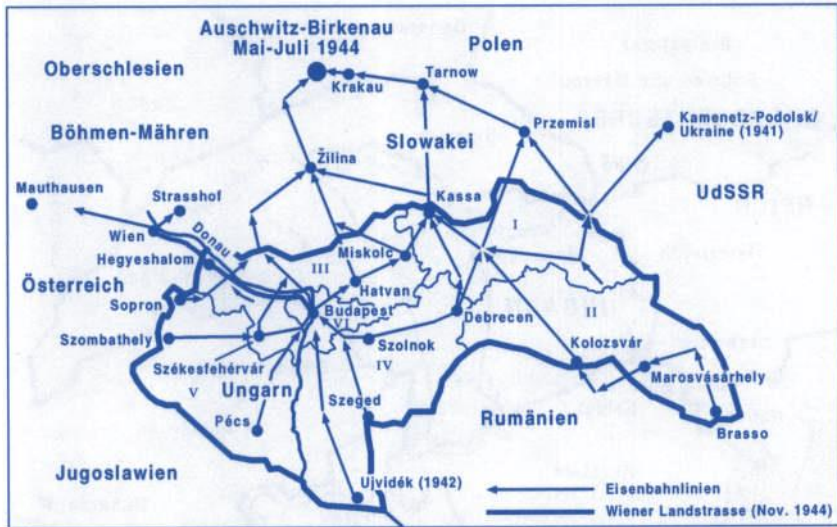 Auschwitz-Birkenau
Mai-Juli 1944
Polen
Oberschlesien
Krakau
Tarnow
Böhmen-Mähren
Przemisl
Kamenetz-Podolsk/
Ukraine (1941)
Slowakei
Žilina
UdSSR
Mauthausen
Strasshof
Kassa
Wien
Donau
I
Hegyeshalom
III
Miskolc
Österreich
Hatvan
Sopron
Budapest
VI
Debrecen
II
Szombathely
Szolnok
Kolozsvár
Székesfehérvár
IV
Marosvásárhely
V
Ungarn
Szeged
Rumänien
Pécs
Brasso
Jugoslawien
Ujvidék (1942)
Eisenbahnlinien
Wiener Landstrasse (Nov. 1944)